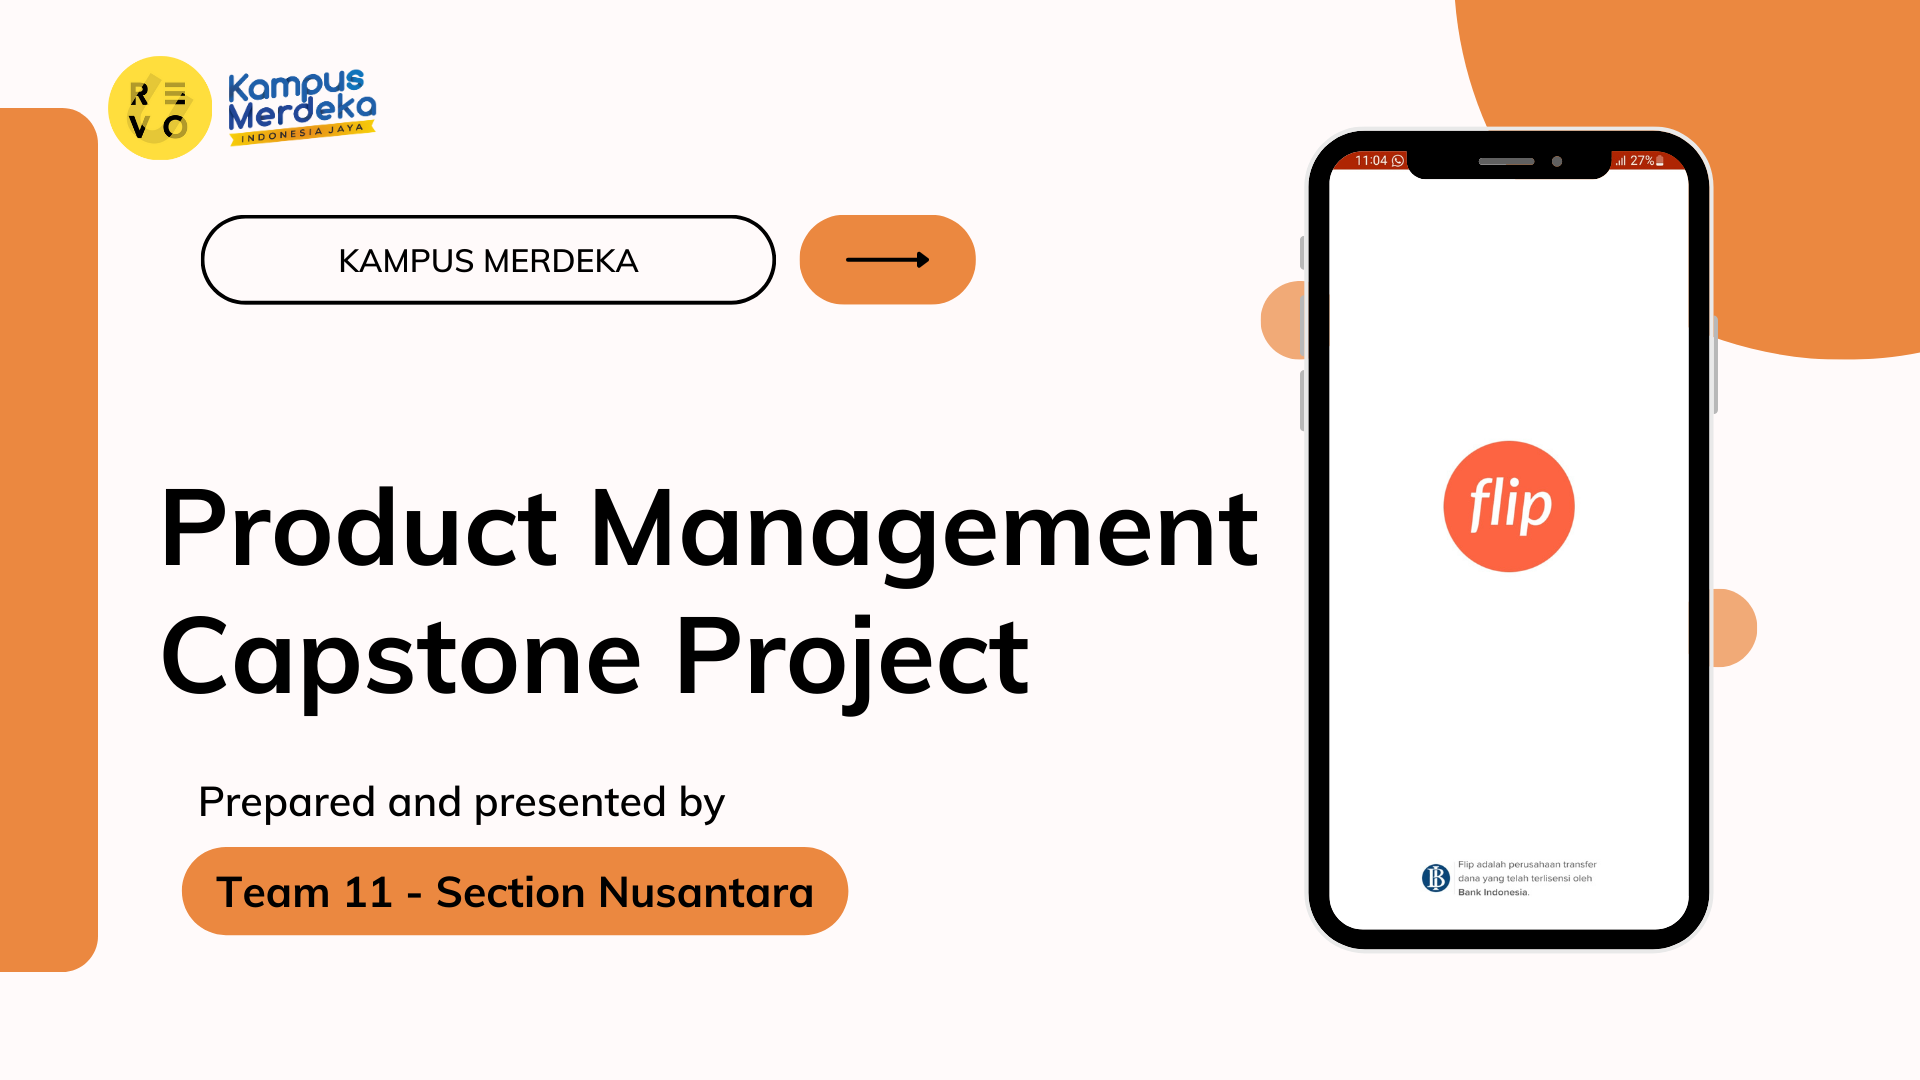 REVO
Kampus
Merdeka
INDONESIA JAYA
KAMPUS MERDEKA
Product Management
Capstone Project
Prepared and presented by
Team 11 - Section Nusantara
11:04
27%
flip
Flip adalah perusahaan transfer
dana yang telah terlisensi oleh
Bank Indonesia.